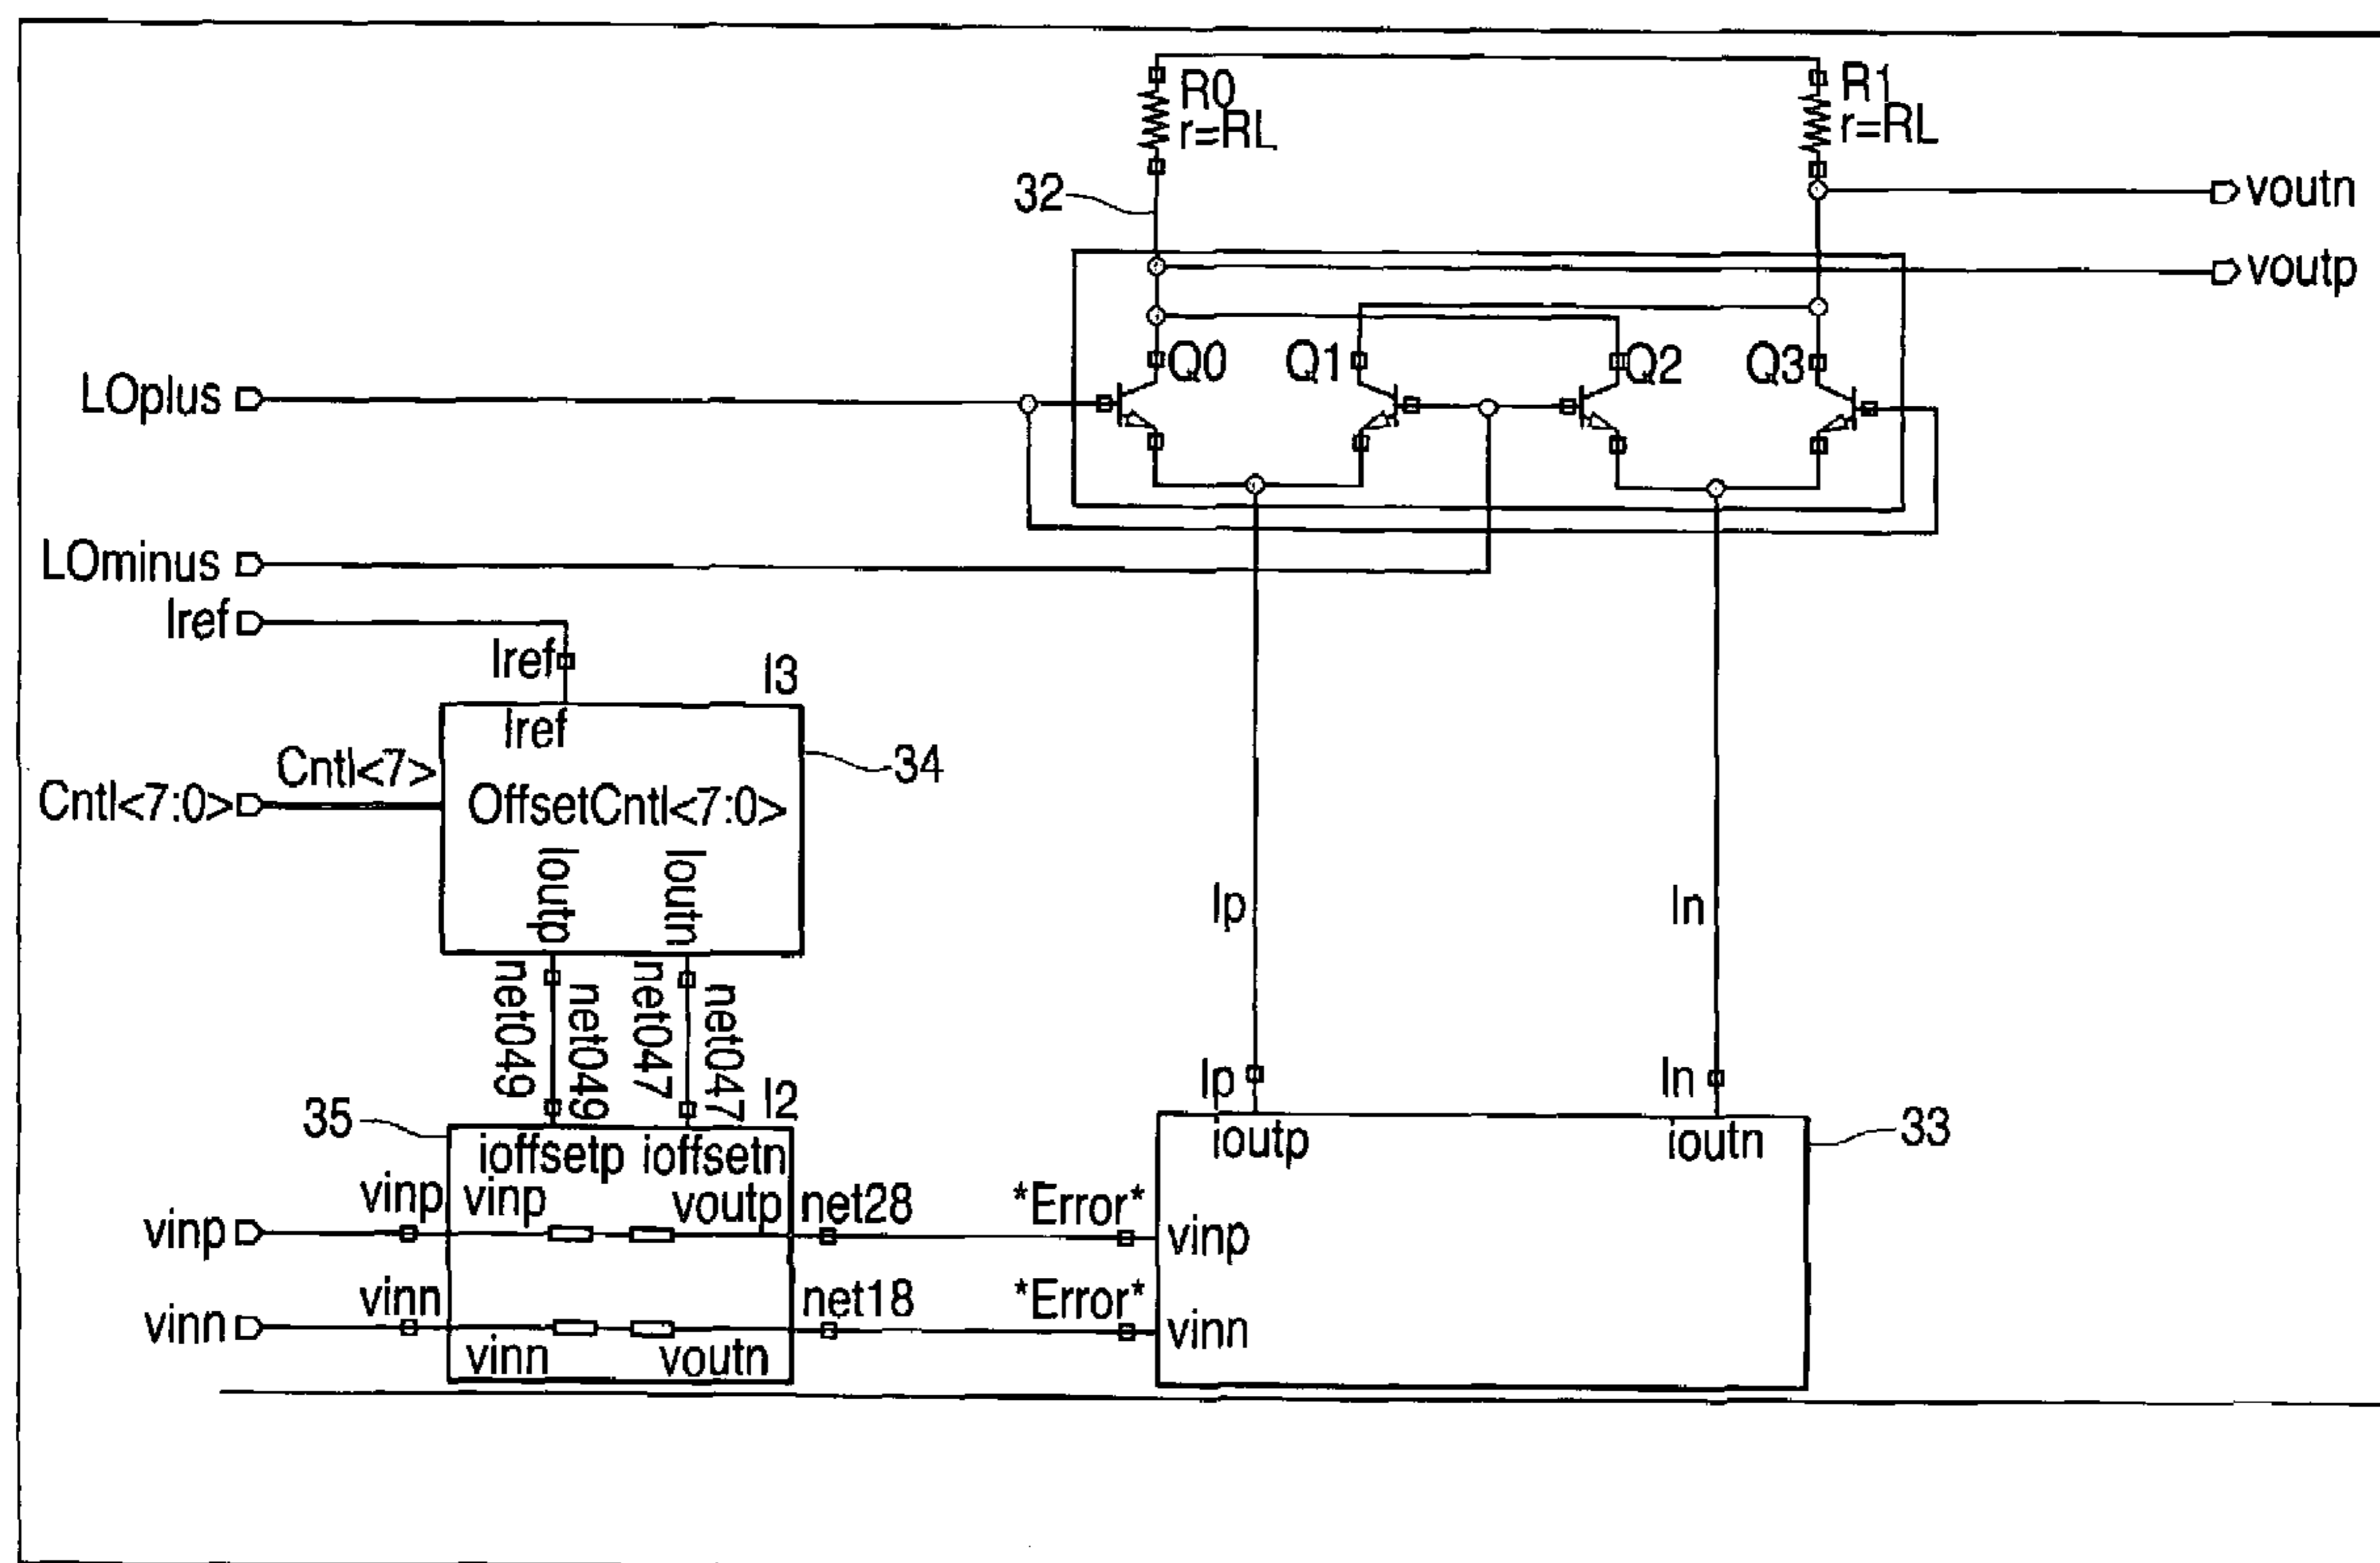 R0
r=RL
R1
r=RL
32
voutn
voutp
Q0
Q1
Q2
Q3
LOplus
LOminus
Iref
Iref
I3
Iref
34
Cntl<7>
Cntl<7:0>
OffsetCntl<7:0>
Ioutp
Ioutn
Ip
In
net049
net049
net047
net047
Ip
In
I2
35
ioffsetp
ioffsetn
ioutp
ioutn
33
vinp
vinp
vinp
voutp
net28
*Error*
vinp
vinn
vinn
vinn
voutn
net18
*Error*
vinn